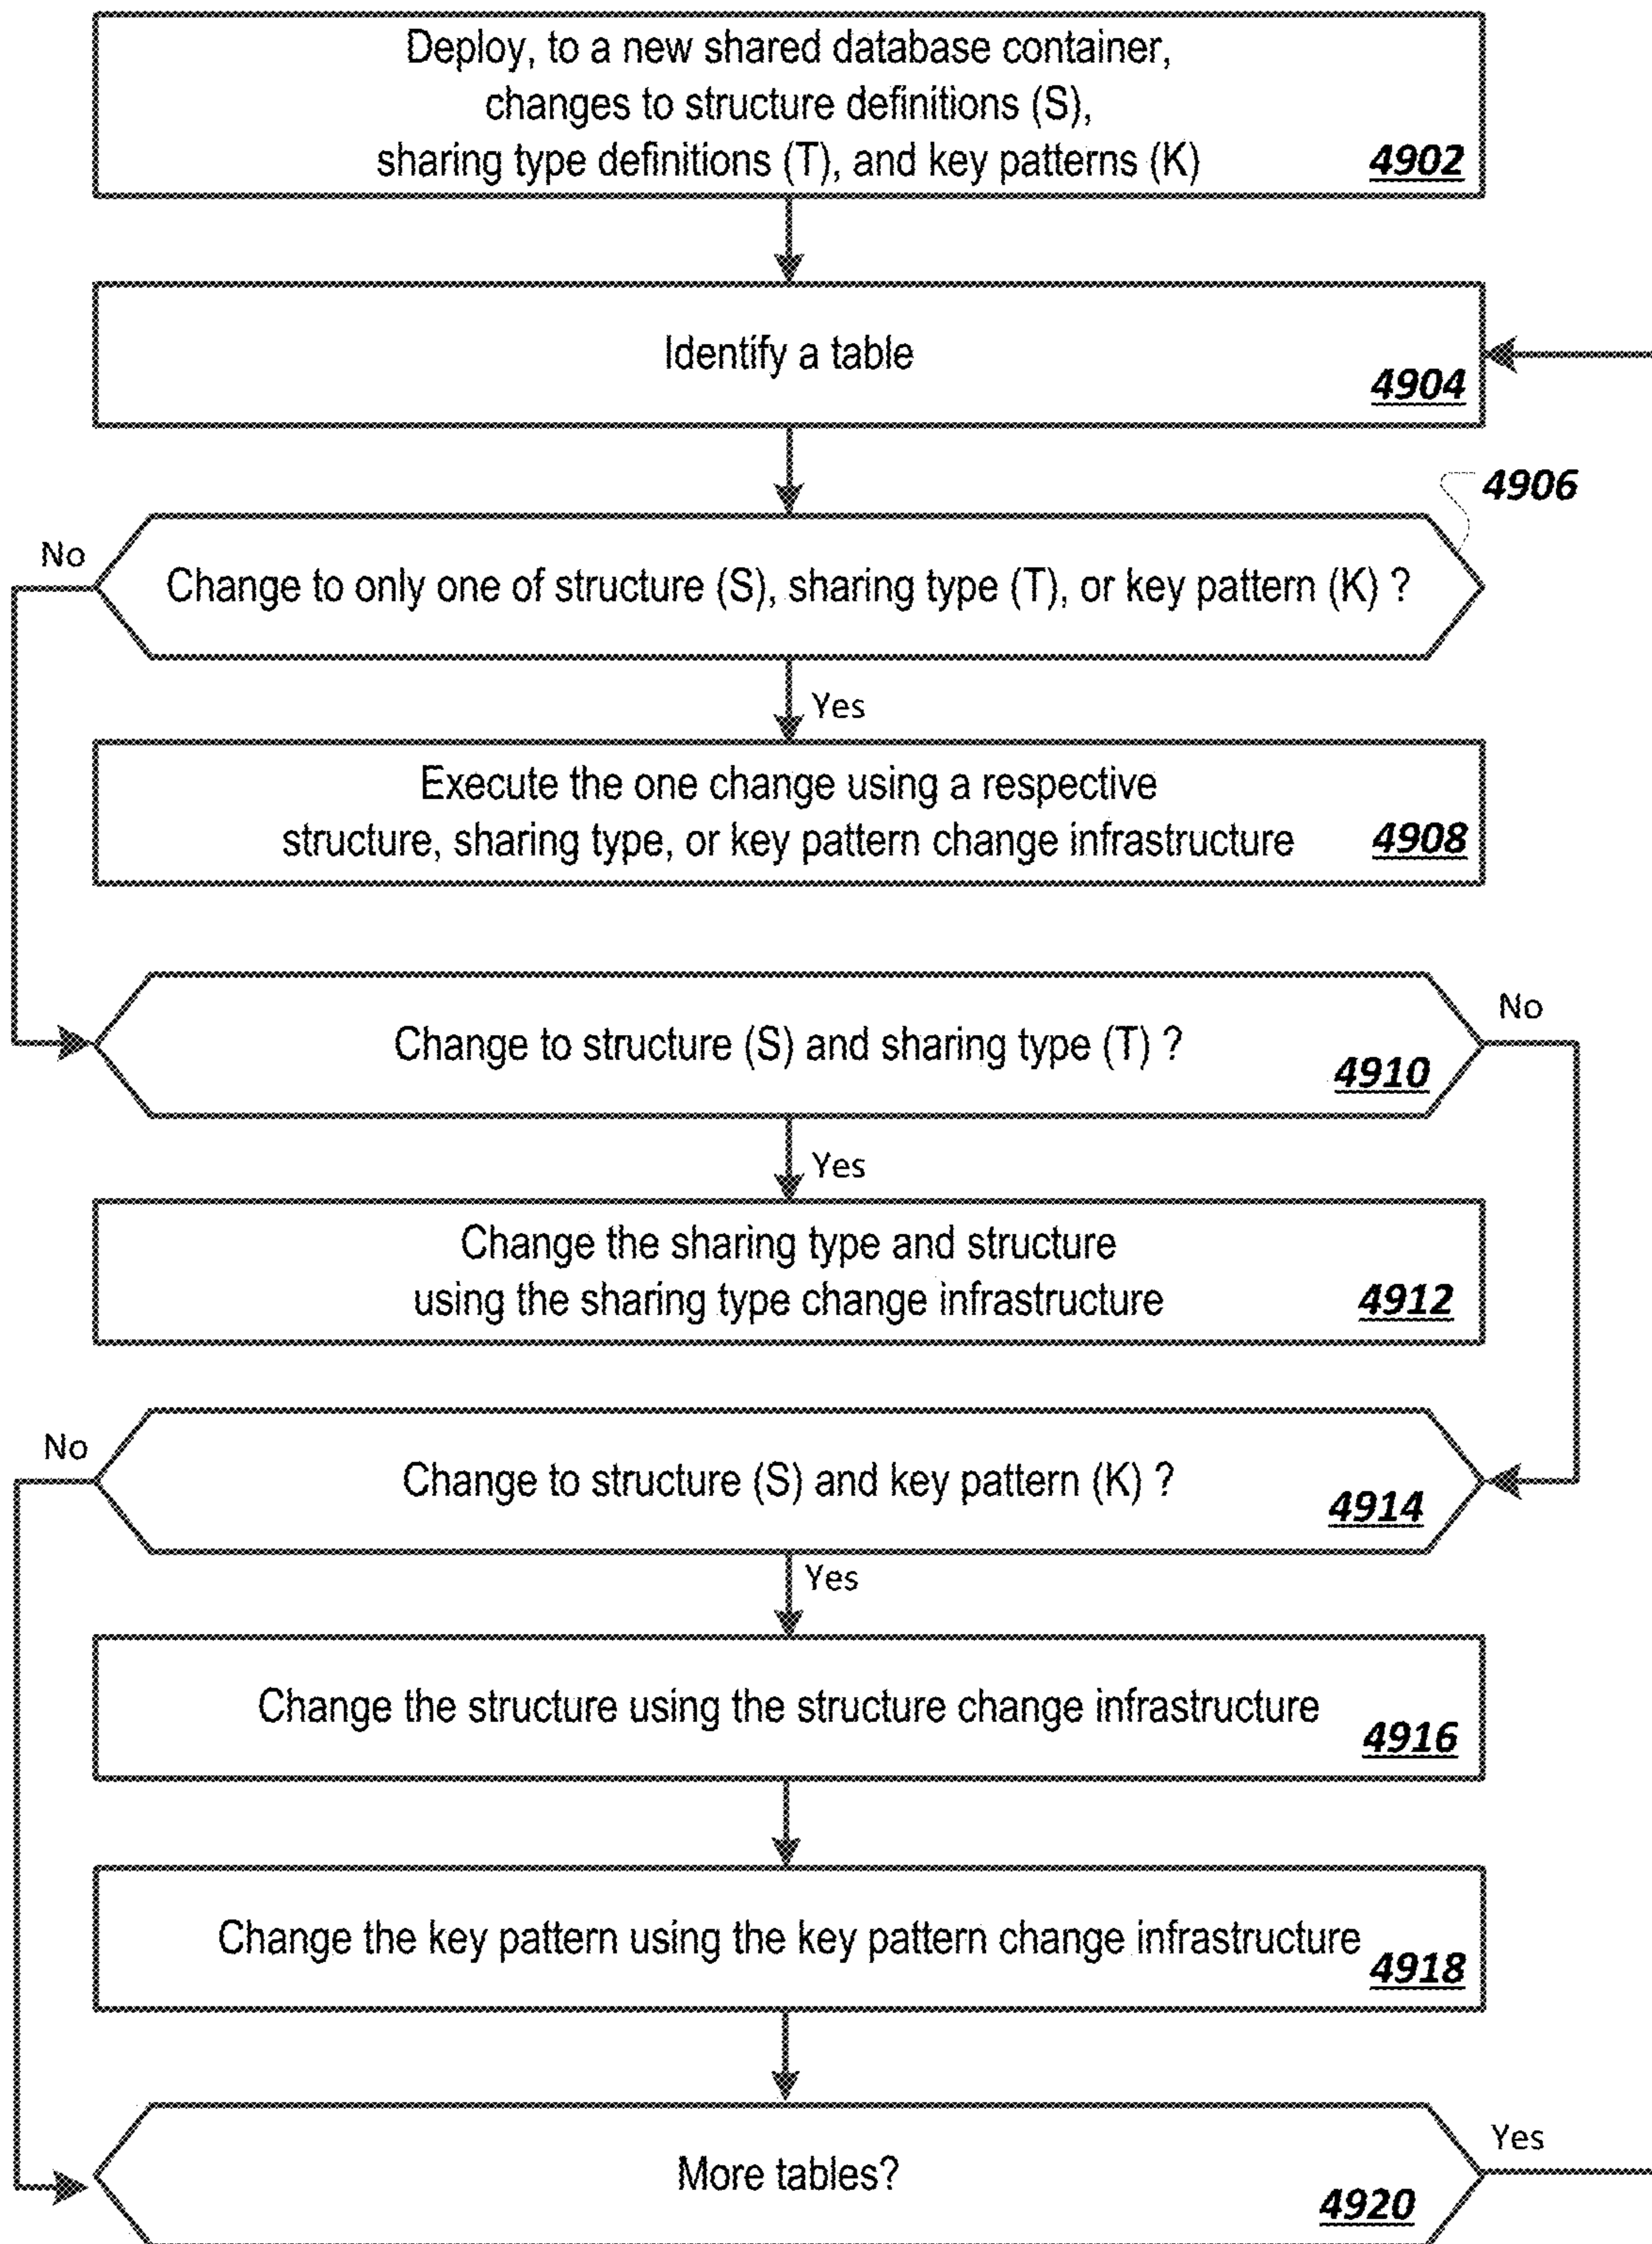 Deploy, to a new shared database container,
changes to structure definitions (S),
sharing type definitions (T), and key patterns (K)
4902
Identify a table
4904
4906
No
Change to only one of structure (S), sharing type (T), or key pattern (K) ?
Yes
Execute the one change using a respective
structure, sharing type, or key pattern change infrastructure
4908
No
Change to structure (S) and sharing type (T) ?
4910
Yes
Change the sharing type and structure
using the sharing type change infrastructure
4912
No
Change to structure (S) and key pattern (K) ?
4914
Yes
Change the structure using the structure change infrastructure
4916
Change the key pattern using the key pattern change infrastructure
4918
Yes
More tables?
4920